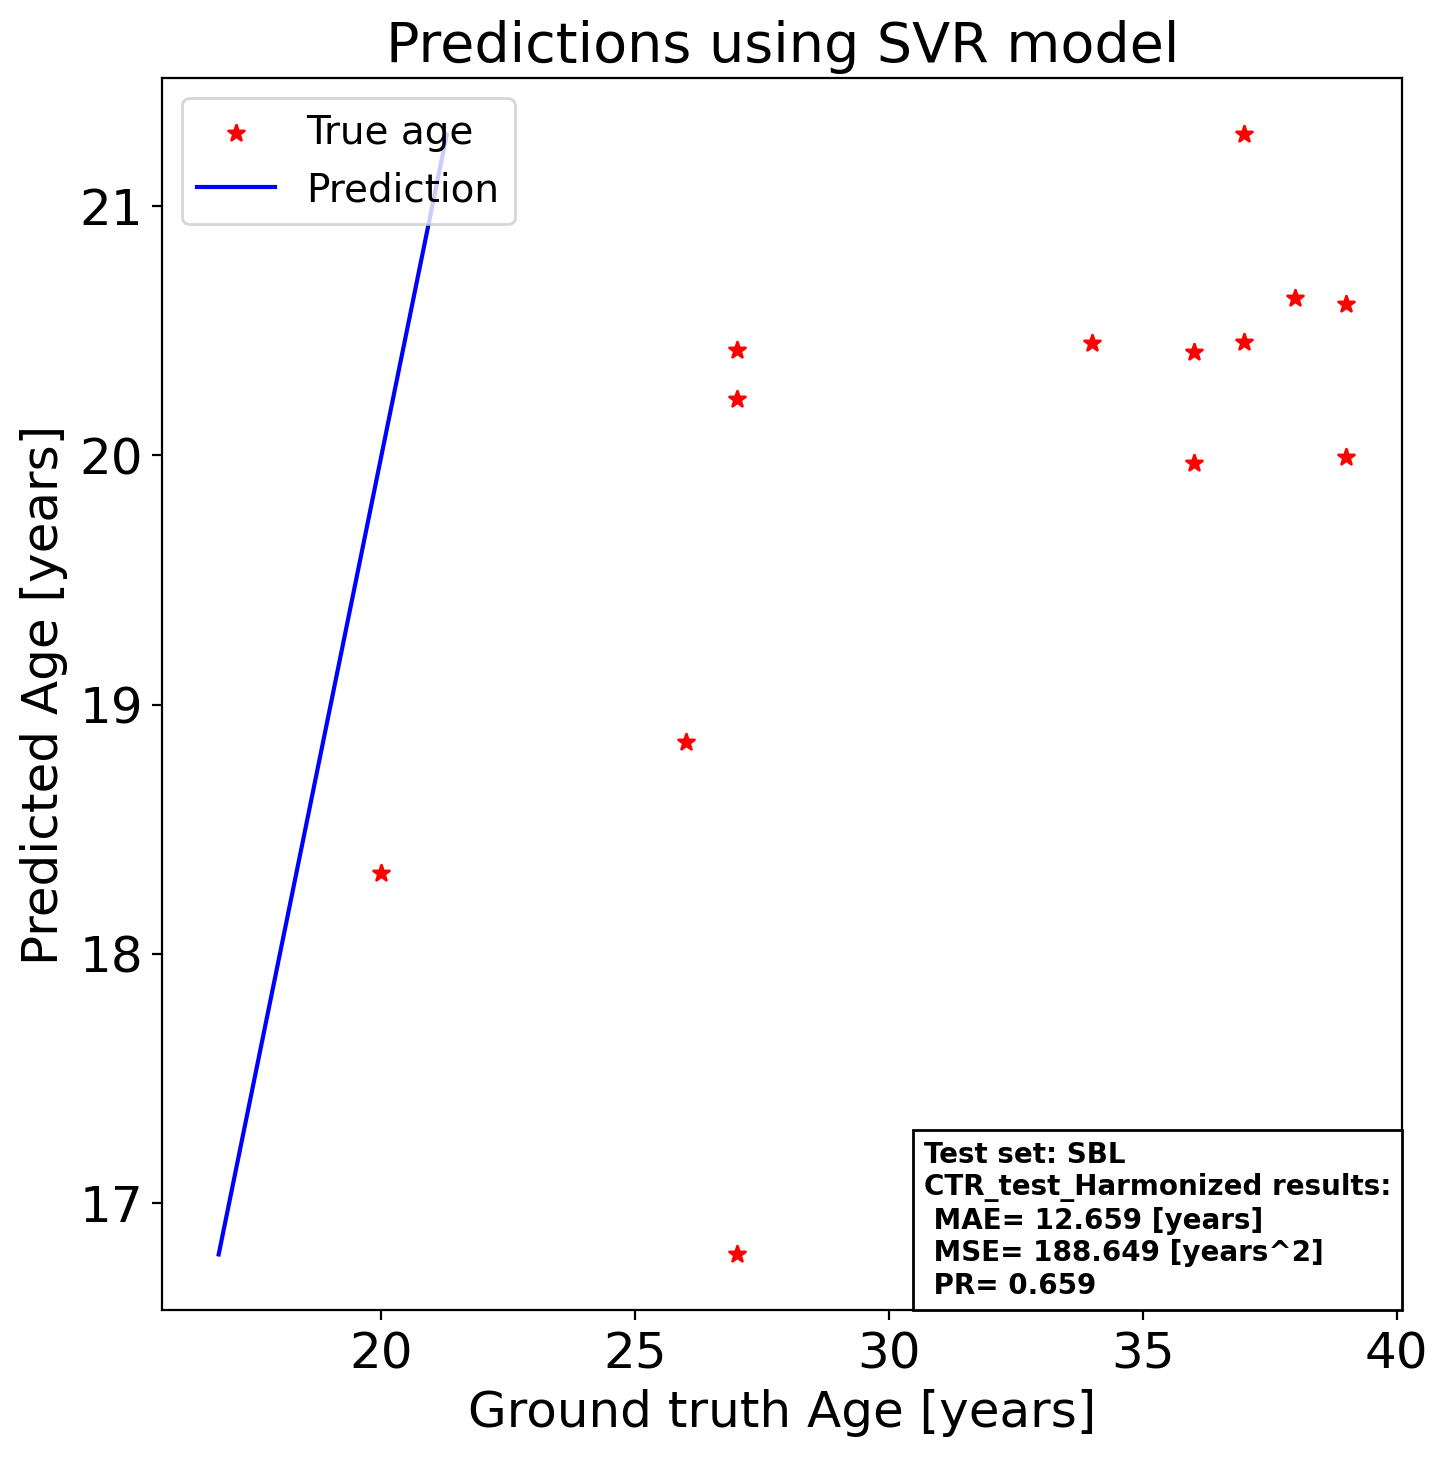 Predictions using SVR model
True age
Prediction
21
20
19
18
17
Predicted Age [years]
Test set: SBL
CTR_test_Harmonized results:
MAE= 12.659 [years]
MSE= 188.649 [years^2]
PR= 0.659
20
25
30
35
40
Ground truth Age [years]